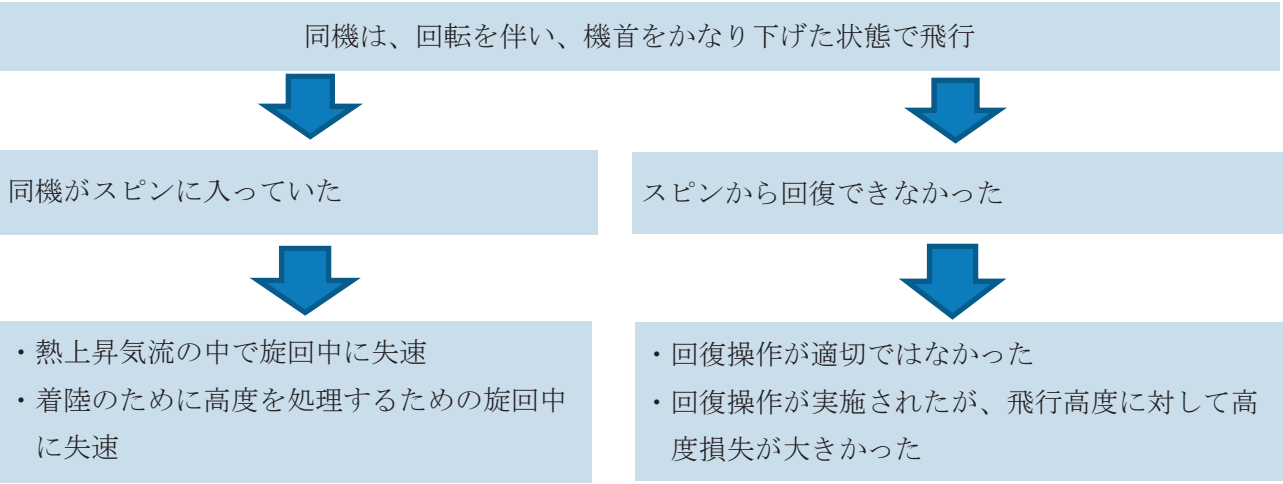 同機は、回転を伴い、機首をかなり下げた状態で飛行
同機がスピンに入っていた
スピンから回復できなかった
・熱上昇気流の中で旋回中に失速
・着陸のために高度を処理するための旋回中
に失速
・回復操作が適切ではなかった
・回復操作が実施されたが、飛行高度に対して高
度損失が大きかった